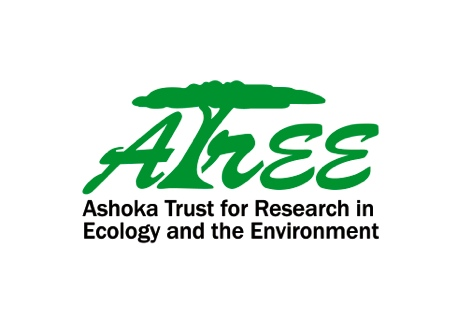 ATREE
Ashoka Trust for Research in
Ecology and the Environment